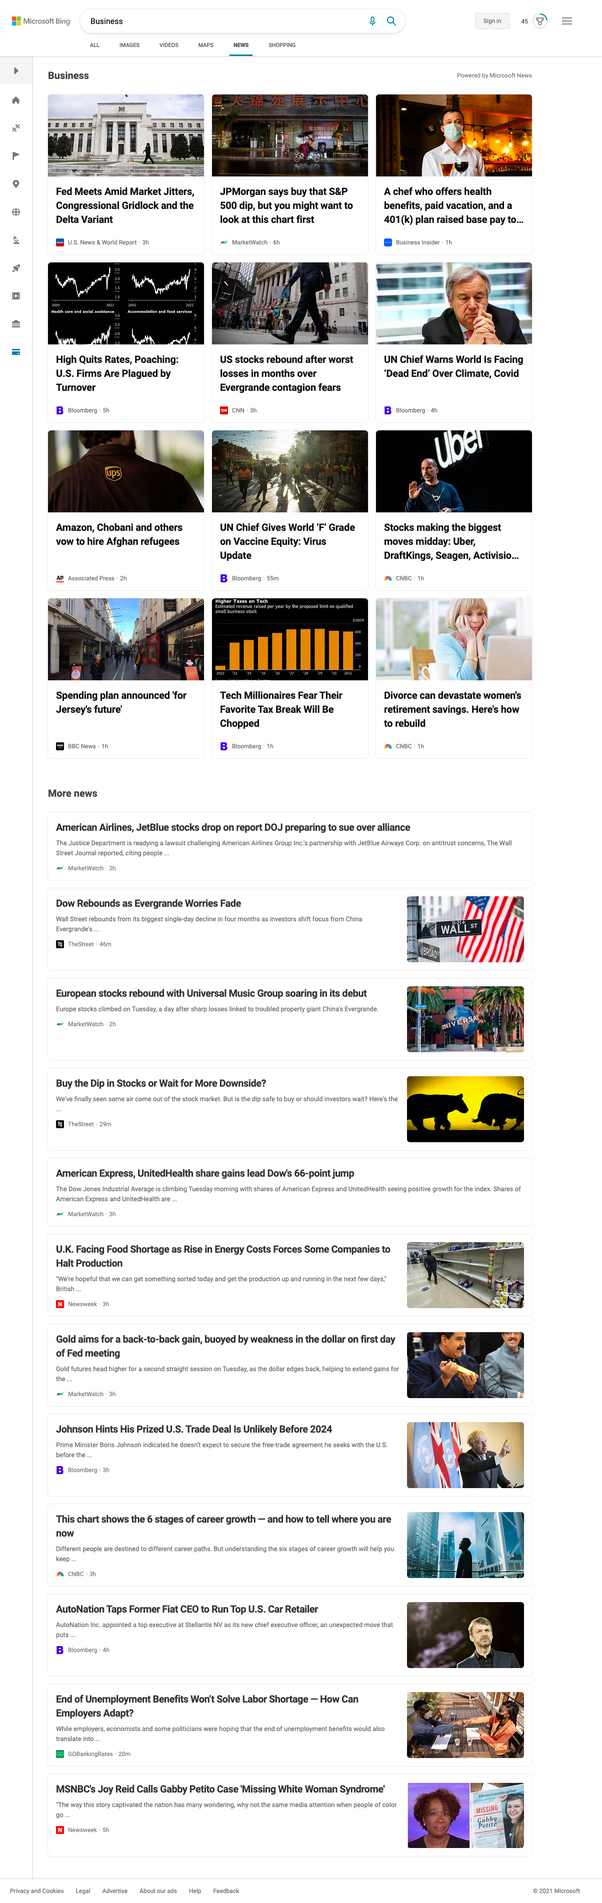 Microsoft Bing
Business
Sign in
45
ALL
IMAGES
VIDEOS
MAPS
NEWS
SHOPPING
Business
Powered by Microsoft News
Fed Meets Amid Market Jitters,
Congressional Gridlock and the
Delta Variant
U.S. News & World Report · 3h
JPMorgan says buy that S&P
500 dip, but you might want to
look at this chart first
MarketWatch · 6h
A chef who offers health
benefits, paid vacation, and a
401(k) plan raised base pay to...
Business Insider · 1h
Health care and social assistance
Accommodation and food services
High Quits Rates, Poaching:
U.S. Firms Are Plagued by
Turnover
Bloomberg · 5h
US stocks rebound after worst
losses in months over
Evergrande contagion fears
CNN · 3h
UN Chief Warns World Is Facing
‘Dead End’ Over Climate, Covid
Bloomberg · 4h
ups
Amazon, Chobani and others
vow to hire Afghan refugees
AP
Associated Press · 2h
UN Chief Gives World ‘F’ Grade
on Vaccine Equity: Virus
Update
Bloomberg · 55m
Uber
Stocks making the biggest
moves midday: Uber,
DraftKings, Seagen, Activisio...
CNBC · 1h
Spending plan announced 'for
Jersey's future'
BBC News · 1h
Higher Taxes on Tech
Estimated revenue raised per year by the proposed limit on qualified
small business stock
Tech Millionaires Fear Their
Favorite Tax Break Will Be
Chopped
Bloomberg · 1h
Divorce can devastate women's
retirement savings. Here's how
to rebuild
CNBC · 1h
More news
American Airlines, JetBlue stocks drop on report DOJ preparing to sue over alliance
The Justice Department is readying a lawsuit challenging American Airlines Group Inc.'s partnership with JetBlue Airways Corp. on antitrust concerns, The Wall
Street Journal reported, citing people ...
MarketWatch · 2h
Dow Rebounds as Evergrande Worries Fade
Wall Street rebounds from its biggest single-day decline in four months as investors shift focus from China
Evergrande's ...
TheStreet · 46m
WALL ST
BROAD
European stocks rebound with Universal Music Group soaring in its debut
Europe stocks climbed on Tuesday, a day after sharp losses linked to troubled property giant China's Evergrande.
MarketWatch · 2h
Buy the Dip in Stocks or Wait for More Downside?
We've finally seen some air come out of the stock market. But is the dip safe to buy or should investors wait? Here's the
...
TheStreet · 29m
American Express, UnitedHealth share gains lead Dow's 66-point jump
The Dow Jones Industrial Average is climbing Tuesday morning with shares of American Express and UnitedHealth seeing positive growth for the index. Shares of
American Express and UnitedHealth are ...
MarketWatch · 3h
U.K. Facing Food Shortage as Rise in Energy Costs Forces Some Companies to
Halt Production
"We're hopeful that we can get something sorted today and get the production up and running in the next few days,"
British ...
Newsweek · 3h
Gold aims for a back-to-back gain, buoyed by weakness in the dollar on first day
of Fed meeting
Gold futures head higher for a second straight session on Tuesday, as the dollar edges back, helping to extend gains for
the ...
MarketWatch · 3h
Johnson Hints His Prized U.S. Trade Deal Is Unlikely Before 2024
Prime Minister Boris Johnson indicated he doesn't expect to secure the free-trade agreement he seeks with the U.S.
before the ...
Bloomberg · 3h
This chart shows the 6 stages of career growth — and how to tell where you are
now
Different people are destined to different career paths. But understanding the six stages of career growth will help you
keep ...
CNBC · 3h
AutoNation Taps Former Fiat CEO to Run Top U.S. Car Retailer
AutoNation Inc. appointed a top executive at Stellantis NV as its new chief executive officer, an unexpected move that
puts ...
Bloomberg · 4h
End of Unemployment Benefits Won't Solve Labor Shortage — How Can
Employers Adapt?
While employers, economists and some politicians were hoping that the end of unemployment benefits would also
translate into ...
GOBankingRates · 20m
MSNBC's Joy Reid Calls Gabby Petito Case 'Missing White Woman Syndrome'
"The way this story captivated the nation has many wondering, why not the same media attention when people of color
go ...
Newsweek · 5h
MISSING
Gabby
Petito
Privacy and Cookies
Legal
Advertise
About our ads
Help
Feedback
© 2021 Microsoft